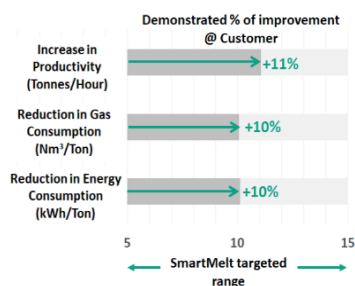 Demonstrated % of improvement
@ Customer
Increase in
Productivity
(Tonnes/Hour)
+11%
Reduction in Gas
Consumption
(Nm³/Ton)
+10%
Reduction in Energy
Consumption
(kWh/Ton)
+10%
5 10 15
SmartMelt targeted
range